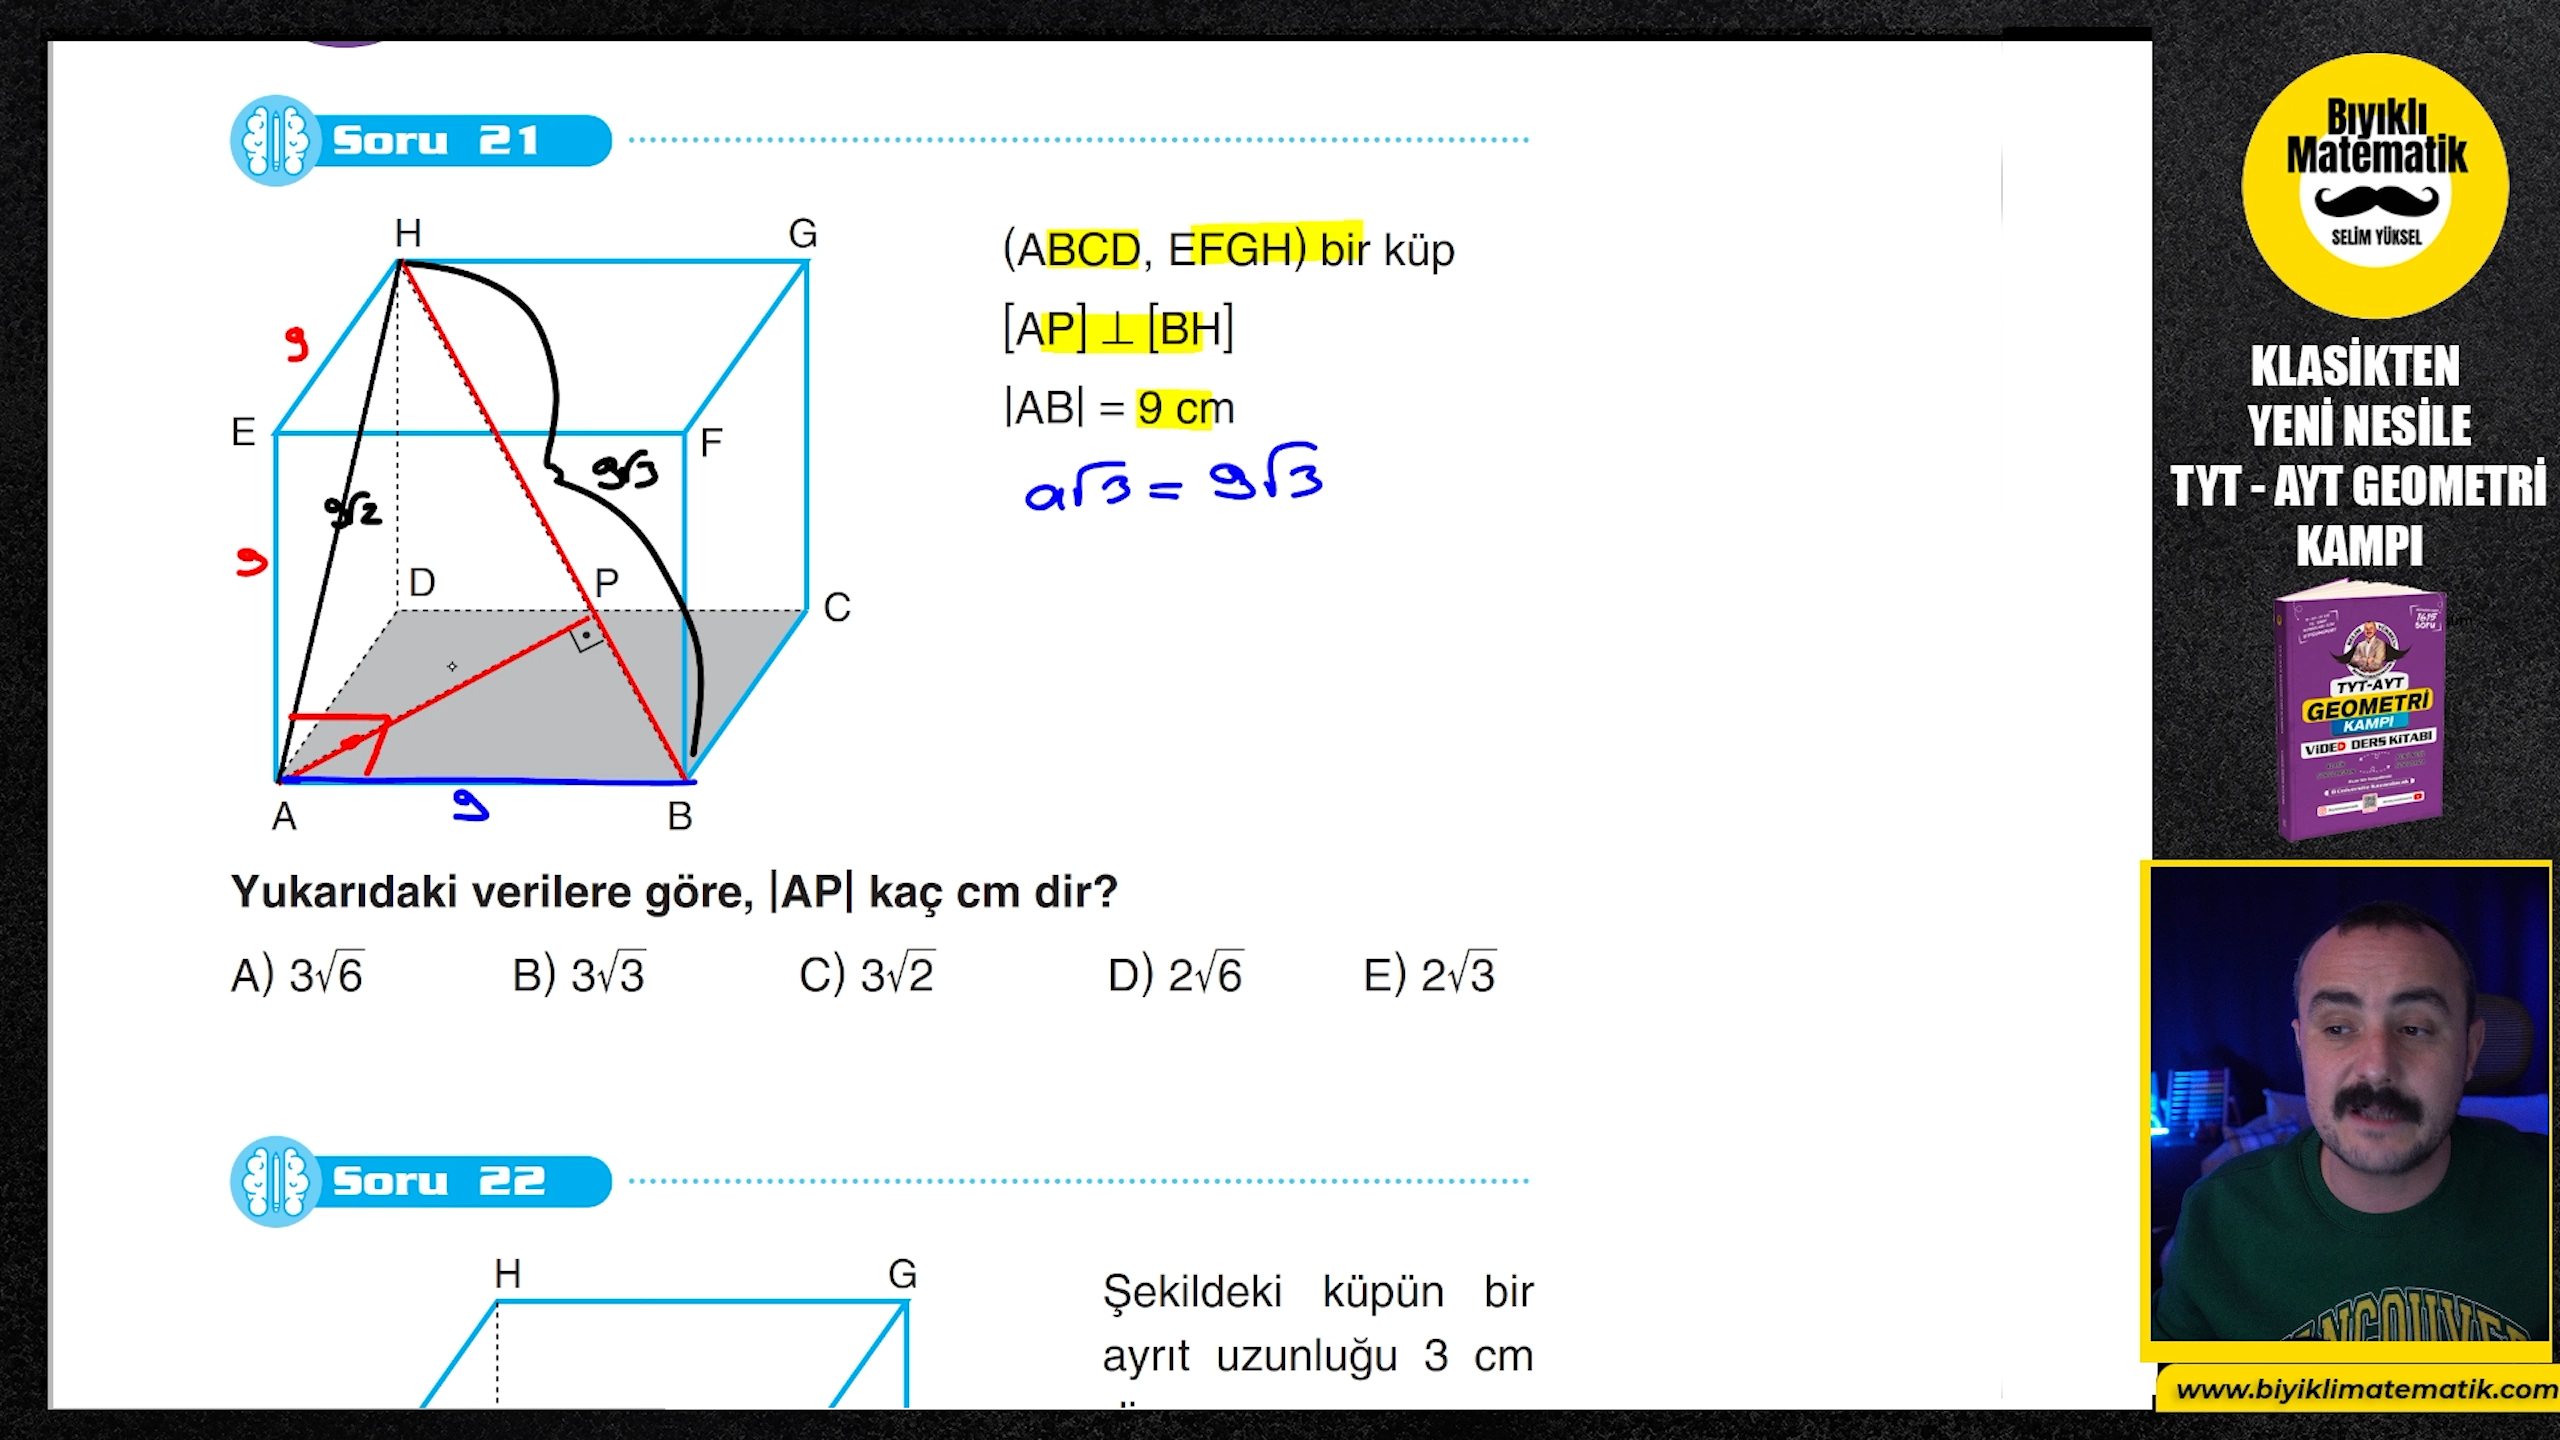 Soru 21
H
G
(ABCD, EFGH) bir küp
[AP] ⊥ [BH]
|AB| = 9 cm
a√3 = 9√3
9
E
F
9√3
9√2
9
D
P
C
A
9
B
Yukarıdaki verilere göre, |AP| kaç cm dir?
A) 3√6 B) 3√3 C) 3√2 D) 2√6 E) 2√3
Soru 22
H
G
Şekildeki küpün bir
ayrıt uzunluğu 3 cm
Bıyıklı
Matematik
SELİM YÜKSEL
KLASİKTEN
YENİ NESİLE
TYT - AYT GEOMETRİ
KAMPI
1615
soru
TYT-AYT
GEOMETRİ
KAMPI
VİDEO DERS KİTABI
www.biyiklimatematik.com